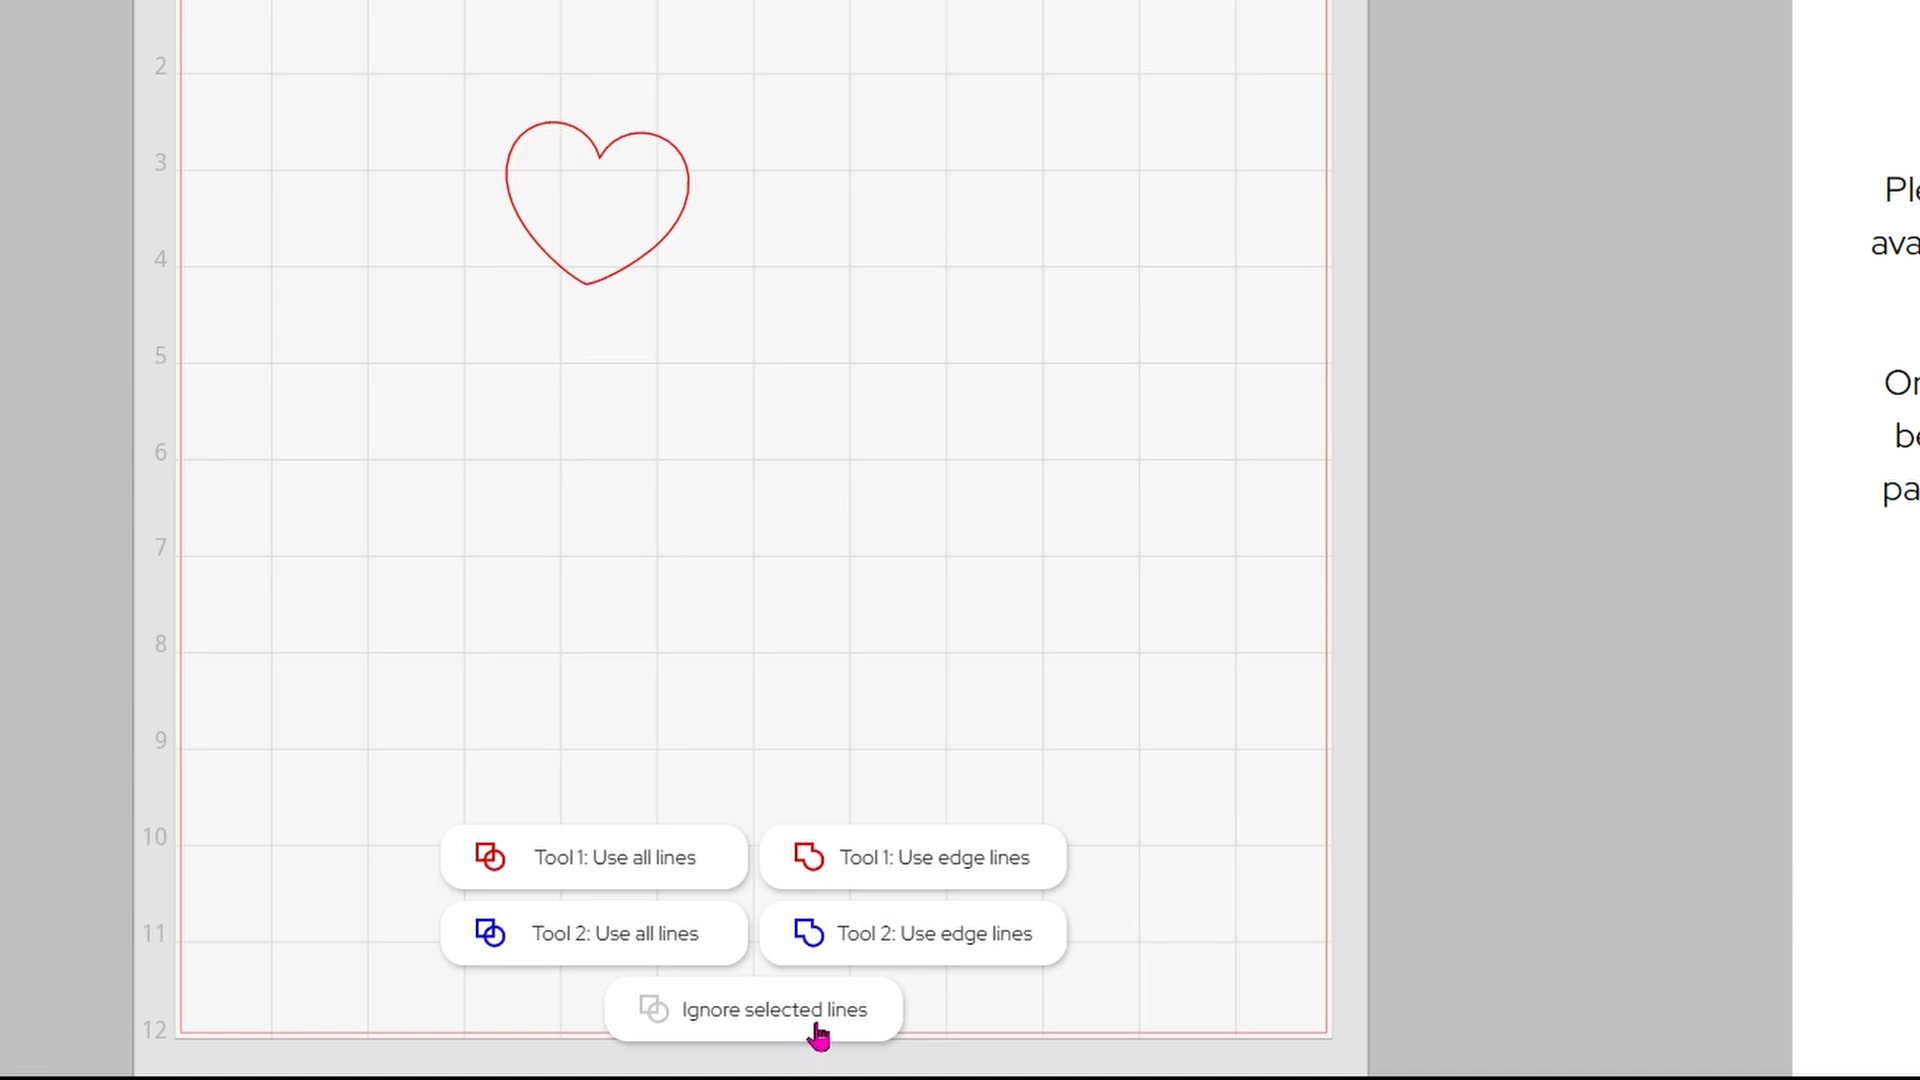 2
3
4
5
6
7
8
9
10
11
12
Tool 1: Use all lines
Tool 1: Use edge lines
Tool 2: Use all lines
Tool 2: Use edge lines
Ignore selected lines